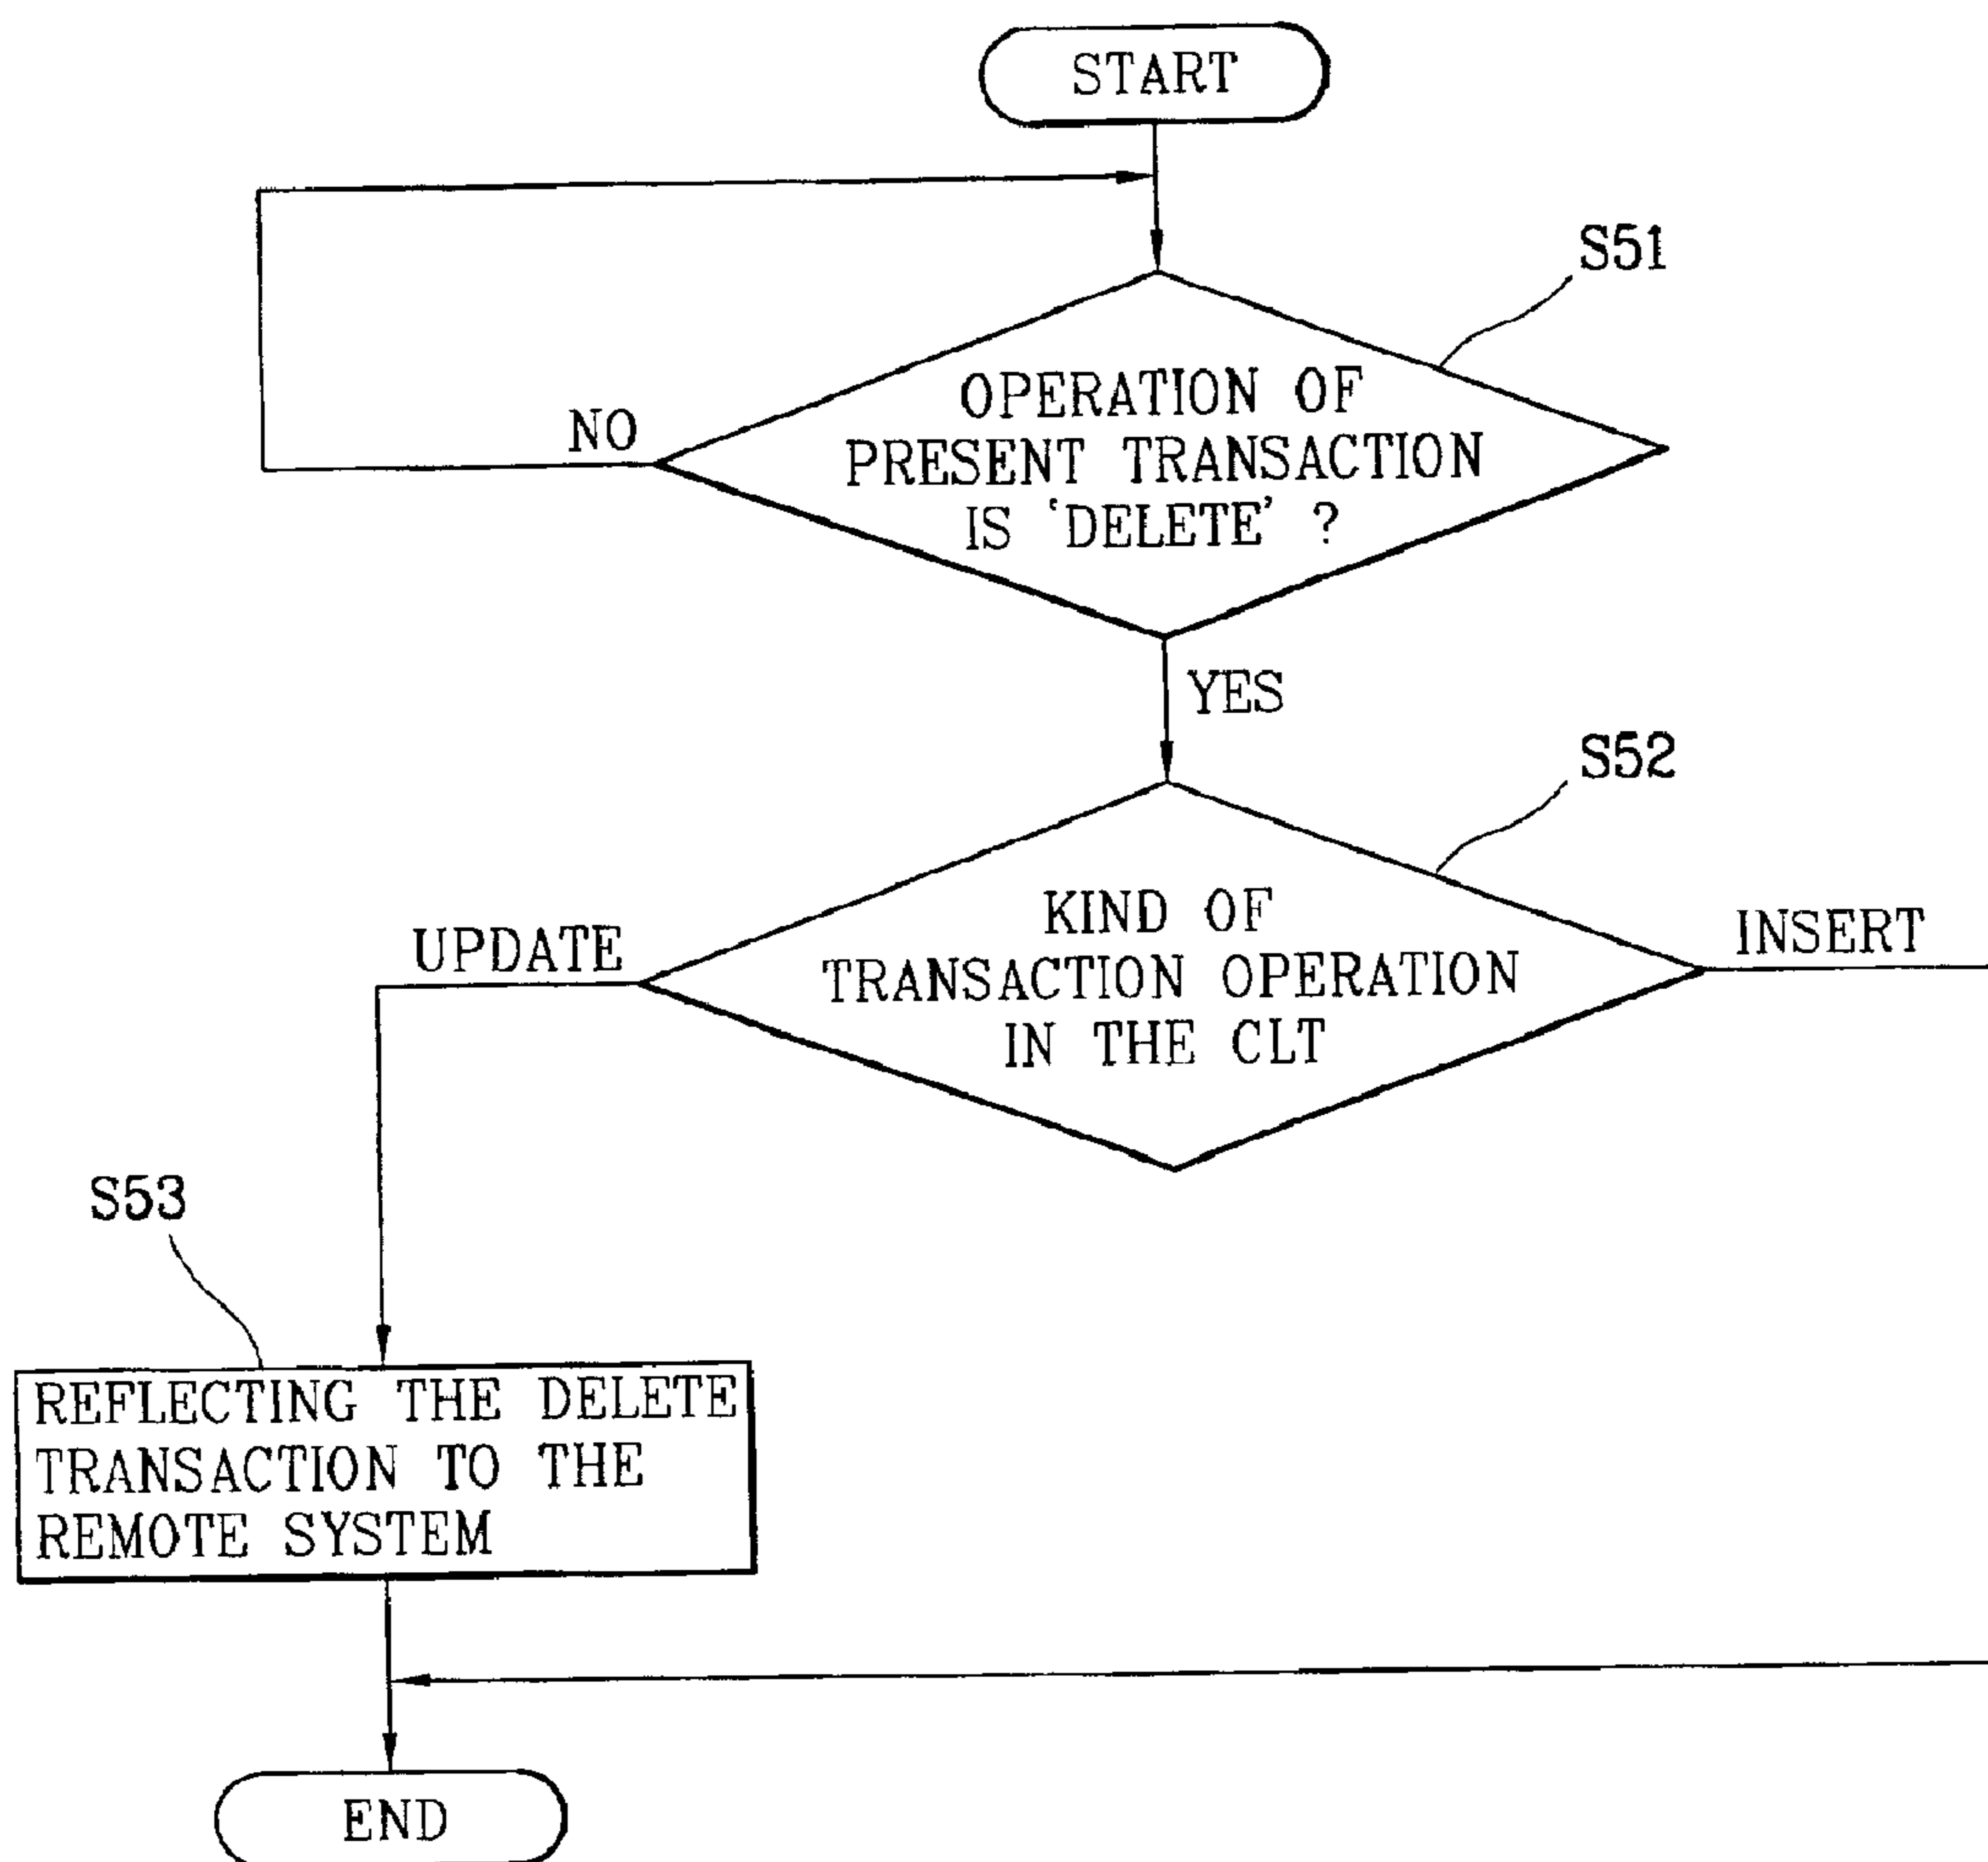 START
S51
OPERATION OF
PRESENT TRANSACTION
IS 'DELETE' ?
NO
YES
S52
KIND OF
TRANSACTION OPERATION
IN THE CLT
UPDATE
INSERT
S53
REFLECTING THE DELETE
TRANSACTION TO THE
REMOTE SYSTEM
END